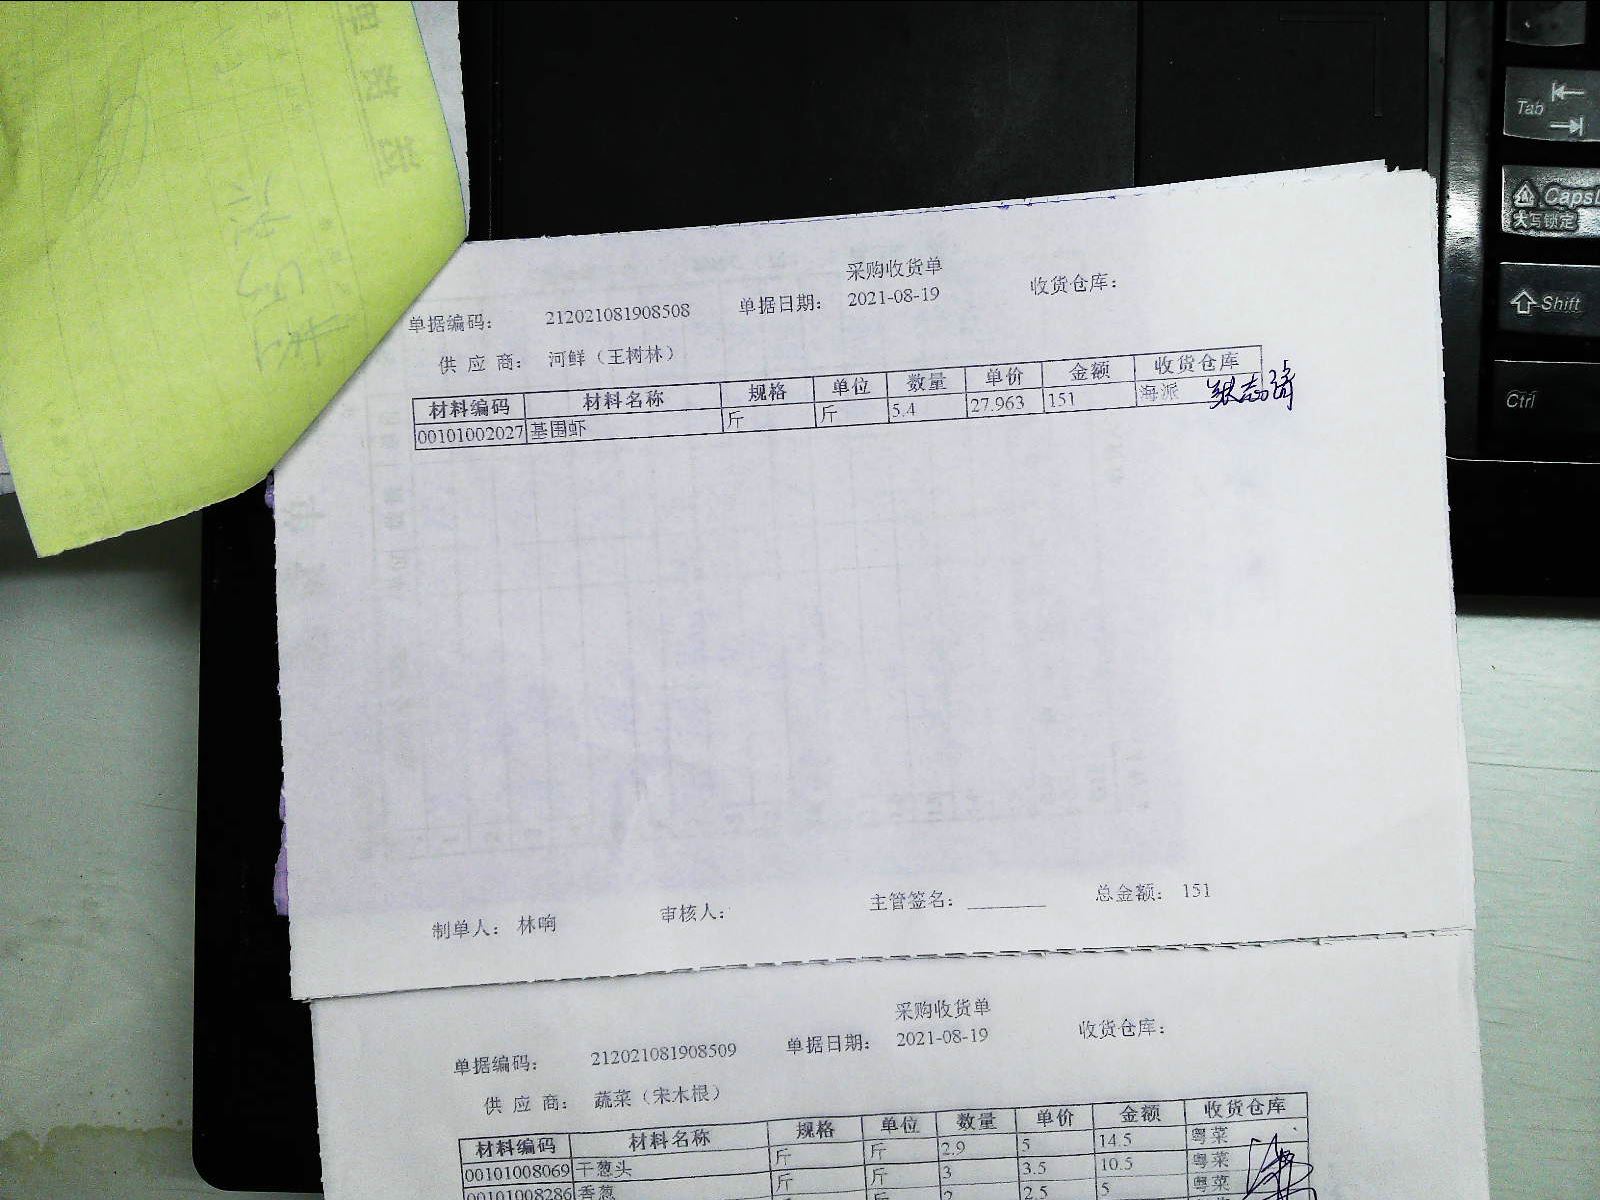 采购收货单
单据编码： 212021081908508 单据日期： 2021-08-19 收货仓库：
供 应 商： 河鲜（王树林）
材料编码 材料名称 规格 单位 数量 单价 金额 收货仓库
00101002027 基围虾 斤 斤 5.4 27.963 151 海派
制单人： 林响 审核人： 主管签名： 总金额： 151
采购收货单
单据编码： 212021081908509 单据日期： 2021-08-19 收货仓库：
供 应 商： 蔬菜（宋木根）
材料编码 材料名称 规格 单位 数量 单价 金额 收货仓库
00101008069 干葱头 斤 斤 2.9 5 14.5 粤菜
00101008286 香葱 斤 斤 3 3.5 10.5 粤菜
2 2.5 5 粤菜
Tab
CapsL
大写锁定
Shift
Ctrl